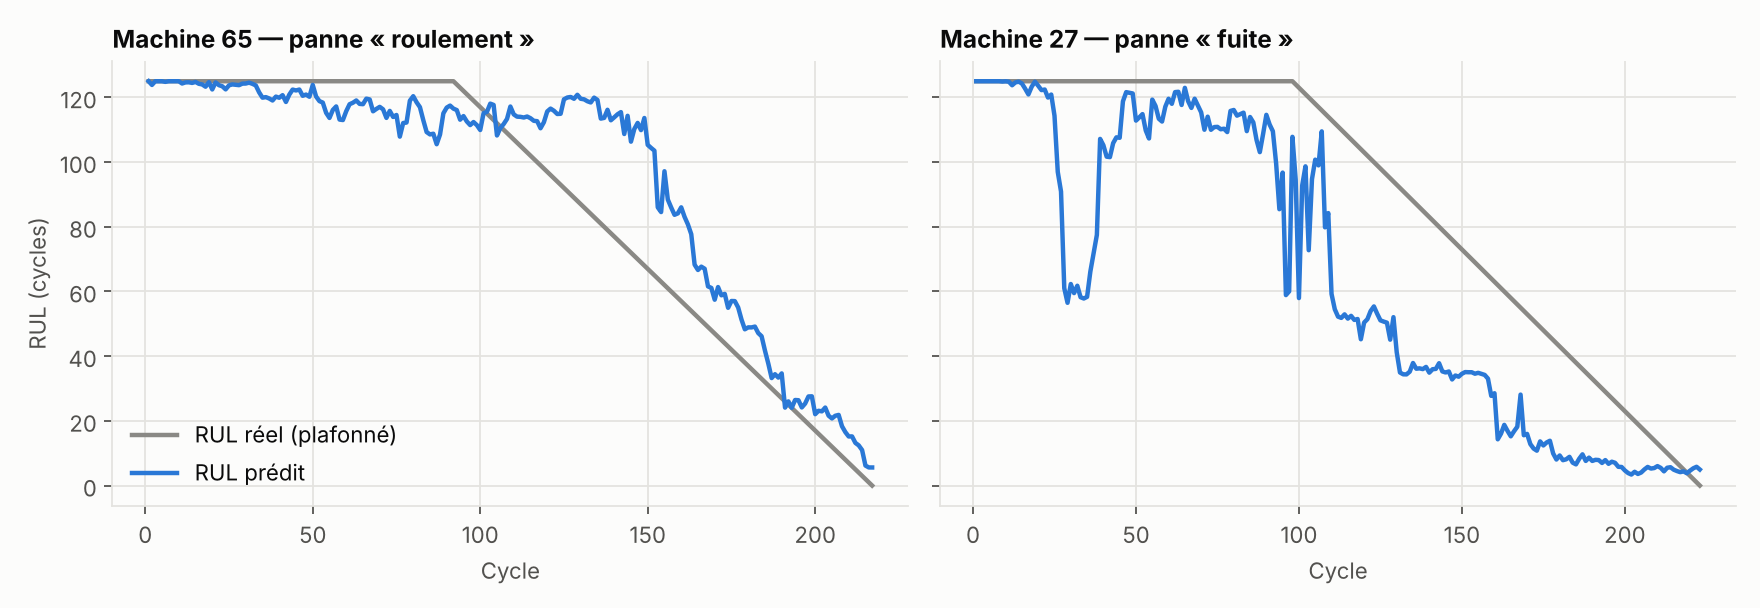 Machine 65 — panne « roulement »
RUL (cycles)
120
100
80
60
40
20
0
RUL réel (plafonné)
RUL prédit
0 50 100 150 200
Cycle
Machine 27 — panne « fuite »
0 50 100 150 200
Cycle